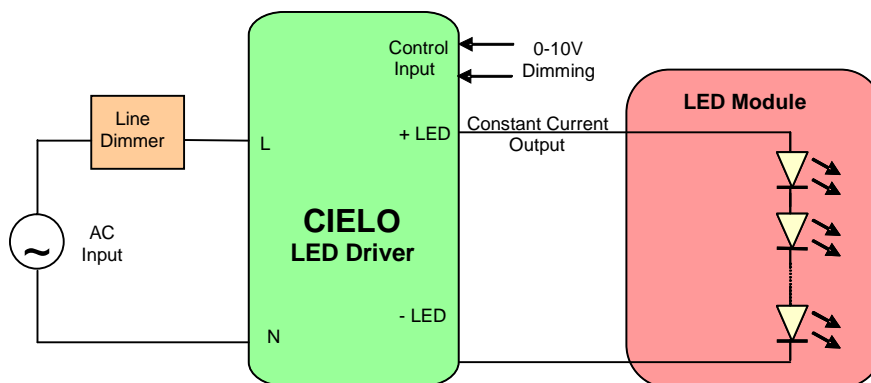 Control
Input
0-10V
Dimming
LED Module
Line
Dimmer
L
+ LED
Constant Current
Output
CIELO
LED Driver
~
AC
Input
N
- LED